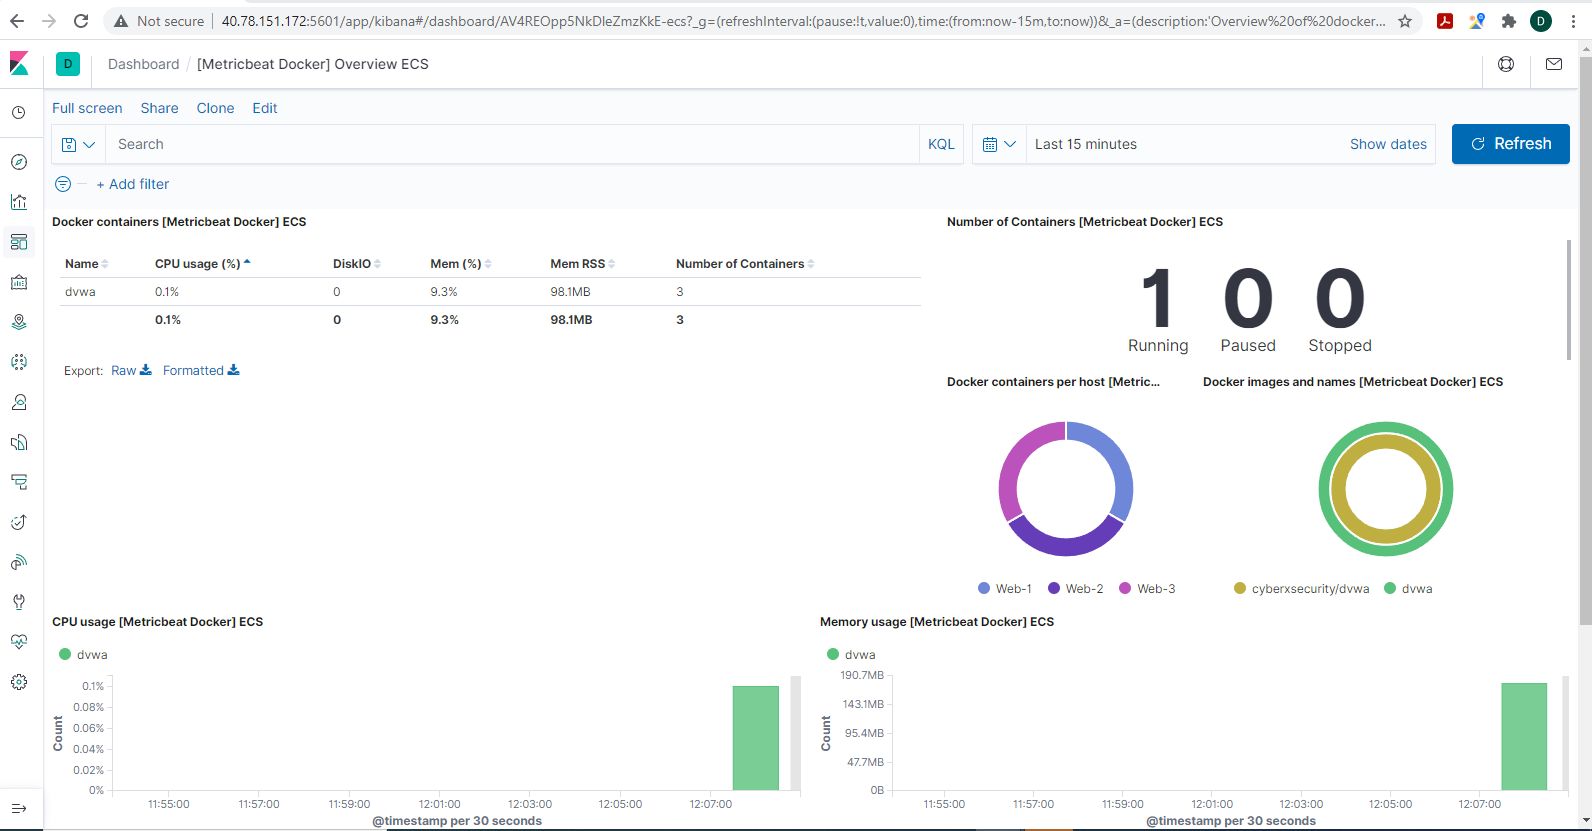 Not secure | 40.78.151.172:5601/app/kibana#/dashboard/AV4REOpp5NkDIeZmzKkE-ecs?_g=(refreshInterval:(pause:!t,value:0),time:(from:now-15m,to:now))&_a=(description:'Overview%20of%20docker...
D
D
Dashboard / [Metricbeat Docker] Overview ECS
Full screen Share Clone Edit
Search KQL
Last 15 minutes Show dates
Refresh
+ Add filter
Docker containers [Metricbeat Docker] ECS
Name CPU usage (%) DiskIO Mem (%) Mem RSS Number of Containers
dvwa 0.1% 0 9.3% 98.1MB 3
0.1% 0 9.3% 98.1MB 3
Export: Raw Formatted
Number of Containers [Metricbeat Docker] ECS
1 0 0
Running Paused Stopped
Docker containers per host [Metric...
Web-1 Web-2 Web-3
Docker images and names [Metricbeat Docker] ECS
cyberxsecurity/dvwa dvwa
CPU usage [Metricbeat Docker] ECS
dvwa
0.1%
0.08%
0.06%
0.04%
0.02%
0%
Count
11:55:00 11:57:00 11:59:00 12:01:00 12:03:00 12:05:00 12:07:00
@timestamp per 30 seconds
Memory usage [Metricbeat Docker] ECS
dvwa
190.7MB
143.1MB
95.4MB
47.7MB
0B
Count
11:55:00 11:57:00 11:59:00 12:01:00 12:03:00 12:05:00 12:07:00
@timestamp per 30 seconds